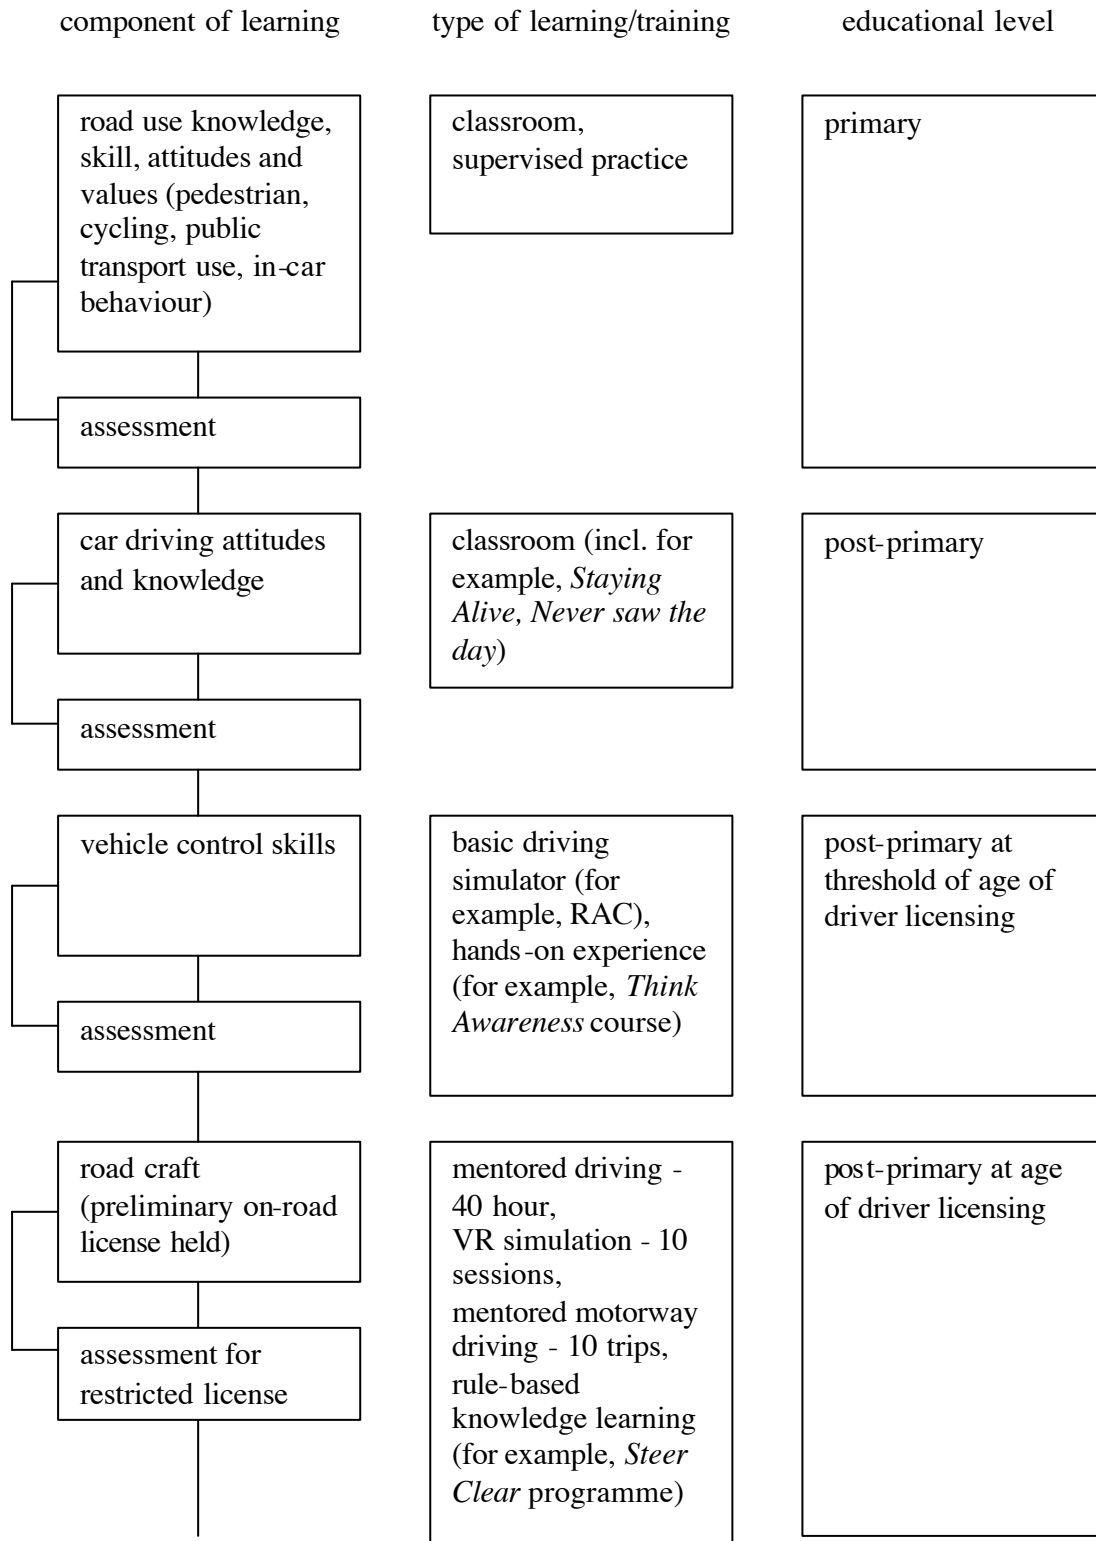 component of learning
type of learning/training
educational level
road use knowledge,
skill, attitudes and
values (pedestrian,
cycling, public
transport use, in-car
behaviour)
classroom,
supervised practice
primary
assessment
car driving attitudes
and knowledge
classroom (incl. for
example, Staying
Alive, Never saw the
day)
post-primary
assessment
vehicle control skills
basic driving
simulator (for
example, RAC),
hands-on experience
(for example, Think
Awareness course)
post-primary at
threshold of age of
driver licensing
assessment
road craft
(preliminary on-road
license held)
mentored driving -
40 hour,
VR simulation - 10
sessions,
mentored motorway
driving - 10 trips,
rule-based
knowledge learning
(for example, Steer
Clear programme)
post-primary at age
of driver licensing
assessment for
restricted license